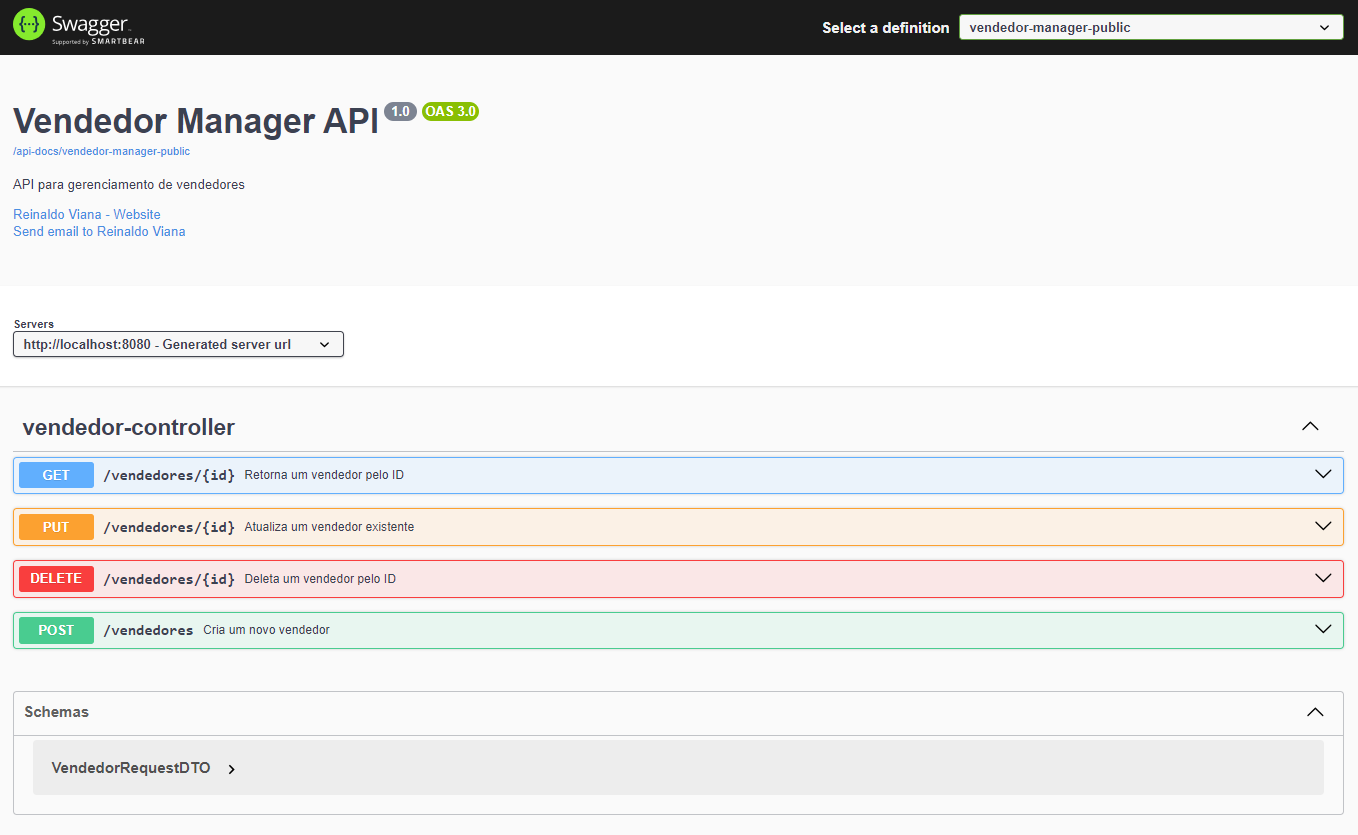 Swagger
Supported by SMARTBEAR
Select a definition
vendedor-manager-public
Vendedor Manager API 1.0 OAS 3.0
/api-docs/vendedor-manager-public
API para gerenciamento de vendedores
Reinaldo Viana - Website
Send email to Reinaldo Viana
Servers
http://localhost:8080 - Generated server url
vendedor-controller
GET /vendedores/{id} Retorna um vendedor pelo ID
PUT /vendedores/{id} Atualiza um vendedor existente
DELETE /vendedores/{id} Deleta um vendedor pelo ID
POST /vendedores Cria um novo vendedor
Schemas
VendedorRequestDTO